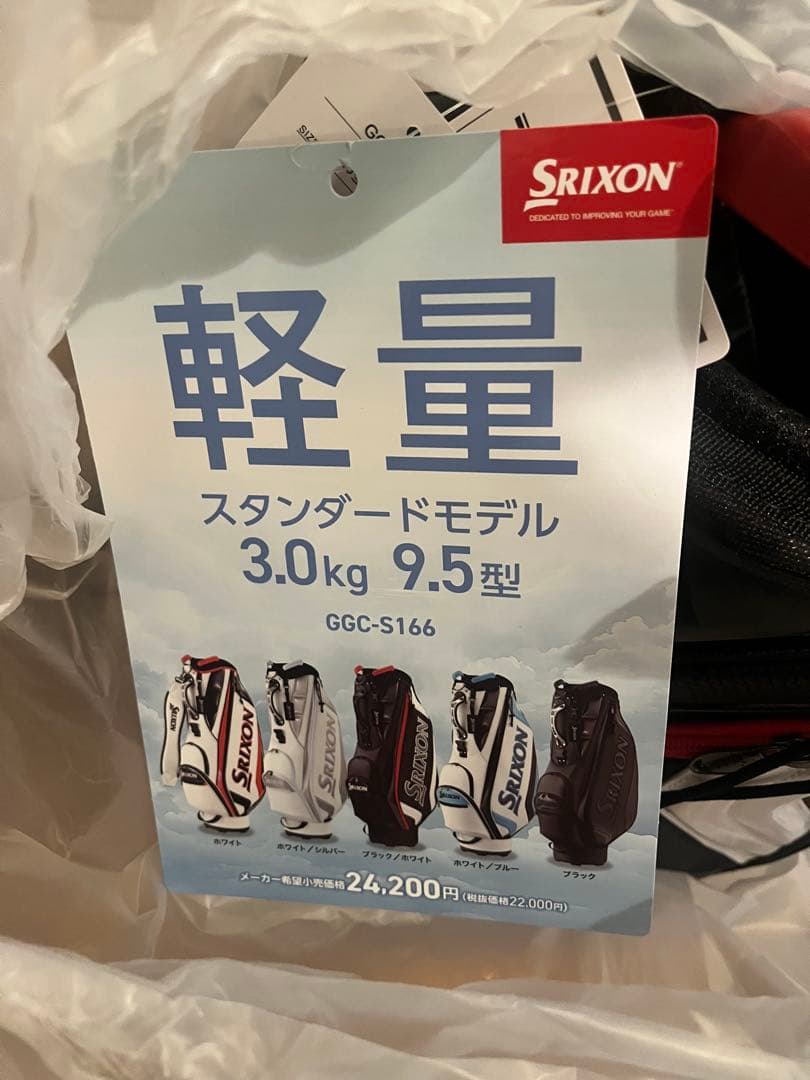 SRIXON
DEDICATED TO IMPROVING YOUR GAME
軽量
スタンダードモデル
3.0kg 9.5型
GGC-S166
SRIXON
SRIXON
SRIXON
SRIXON
SRIXON
SRIXON
SRIXON
ホワイト
ホワイト/シルバー
ブラック/ホワイト
ホワイト/ブルー
ブラック
メーカー希望小売価格24,200円(税抜価格22,000円)